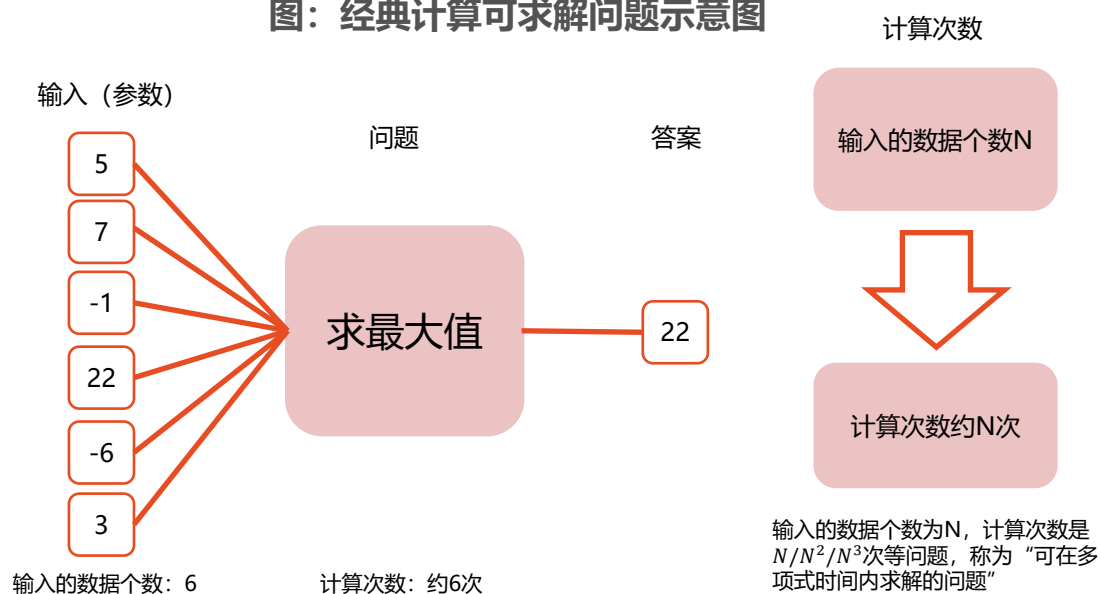 图：经典计算可求解问题示意图
计算次数
输入（参数）
问题
答案
5
7
-1
22
-6
3
求最大值
22
输入的数据个数N
计算次数约N次
输入的数据个数：6
计算次数：约6次
输入的数据个数为N，计算次数是
N/N²/N³次等问题，称为“可在多
项式时间内求解的问题”